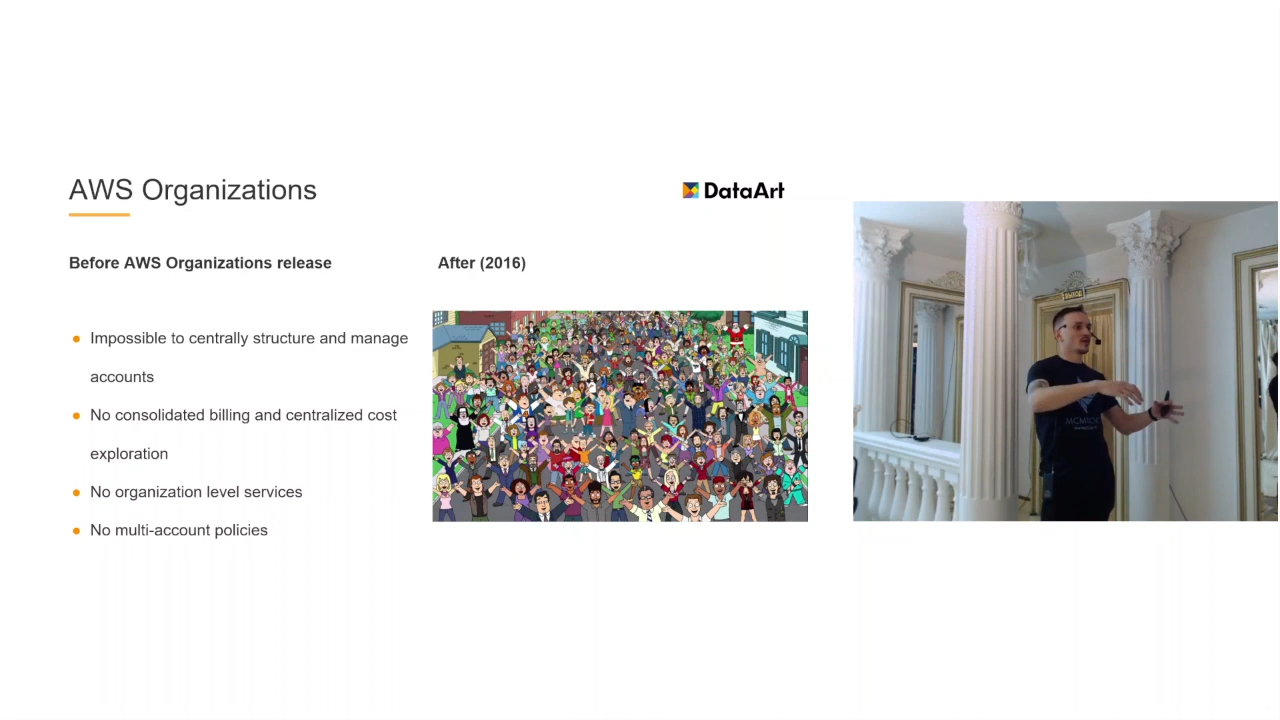 AWS Organizations
DataArt
Before AWS Organizations release
After (2016)
Impossible to centrally structure and manage
accounts
No consolidated billing and centralized cost
exploration
No organization level services
No multi-account policies